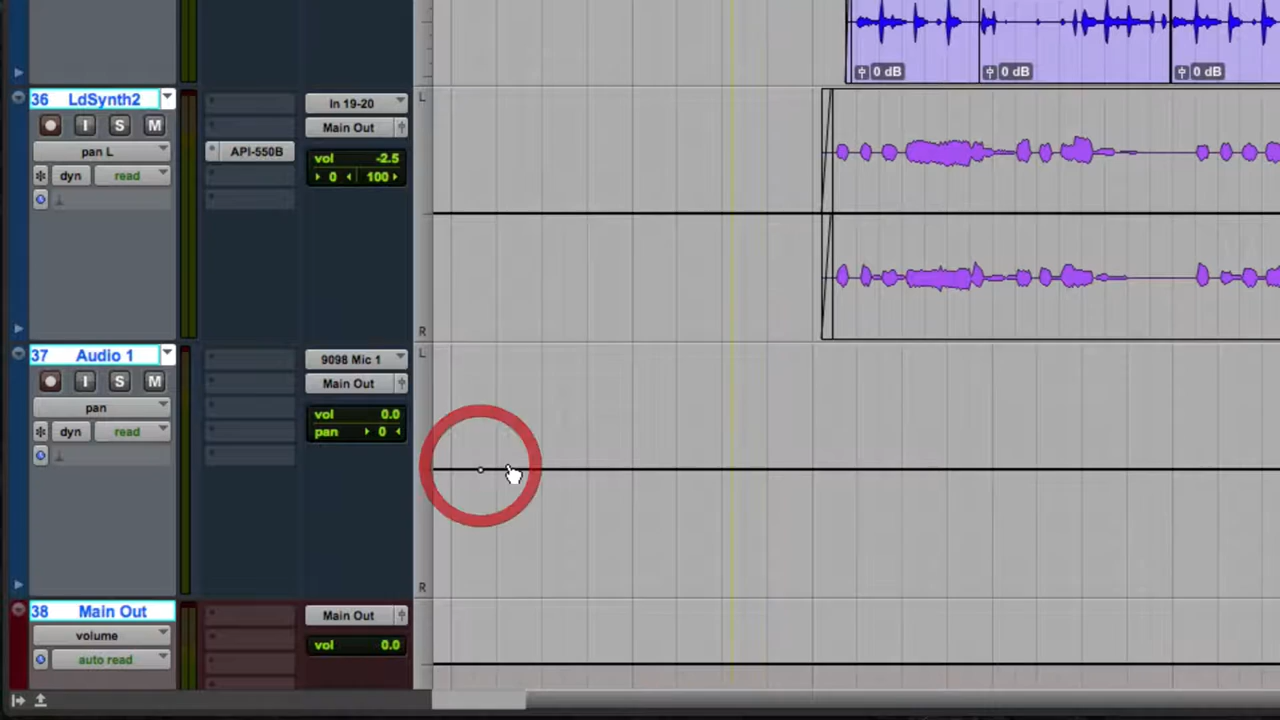 0 dB
0 dB
0 dB
36 LdSynth2
In 19-20
L
I S M
Main Out
pan L
API-550B
vol -2.5
dyn read
0 100
R
37 Audio 1
9098 Mic 1
L
I S M
Main Out
pan
vol 0.0
dyn read
pan 0
R
38 Main Out
Main Out
volume
vol 0.0
auto read